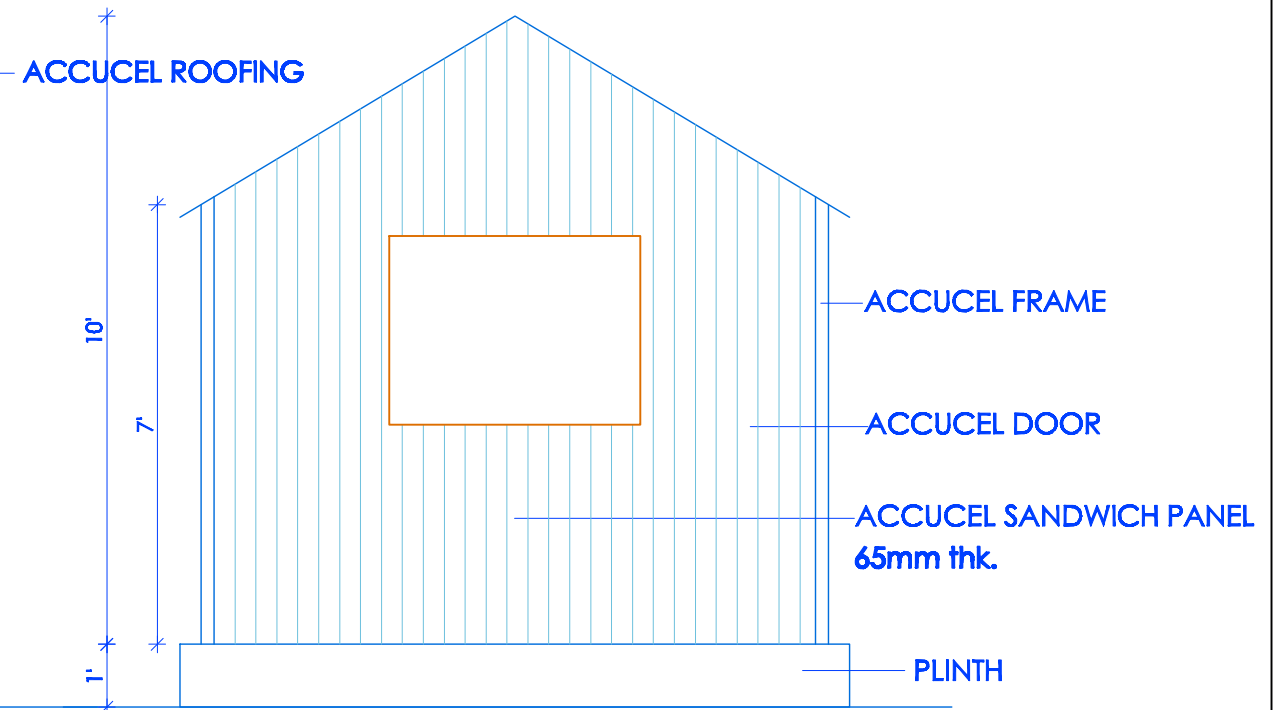 ACCUCEL ROOFING
10'
7'
ACCUCEL FRAME
ACCUCEL DOOR
ACCUCEL SANDWICH PANEL
65mm thk.
1'
PLINTH